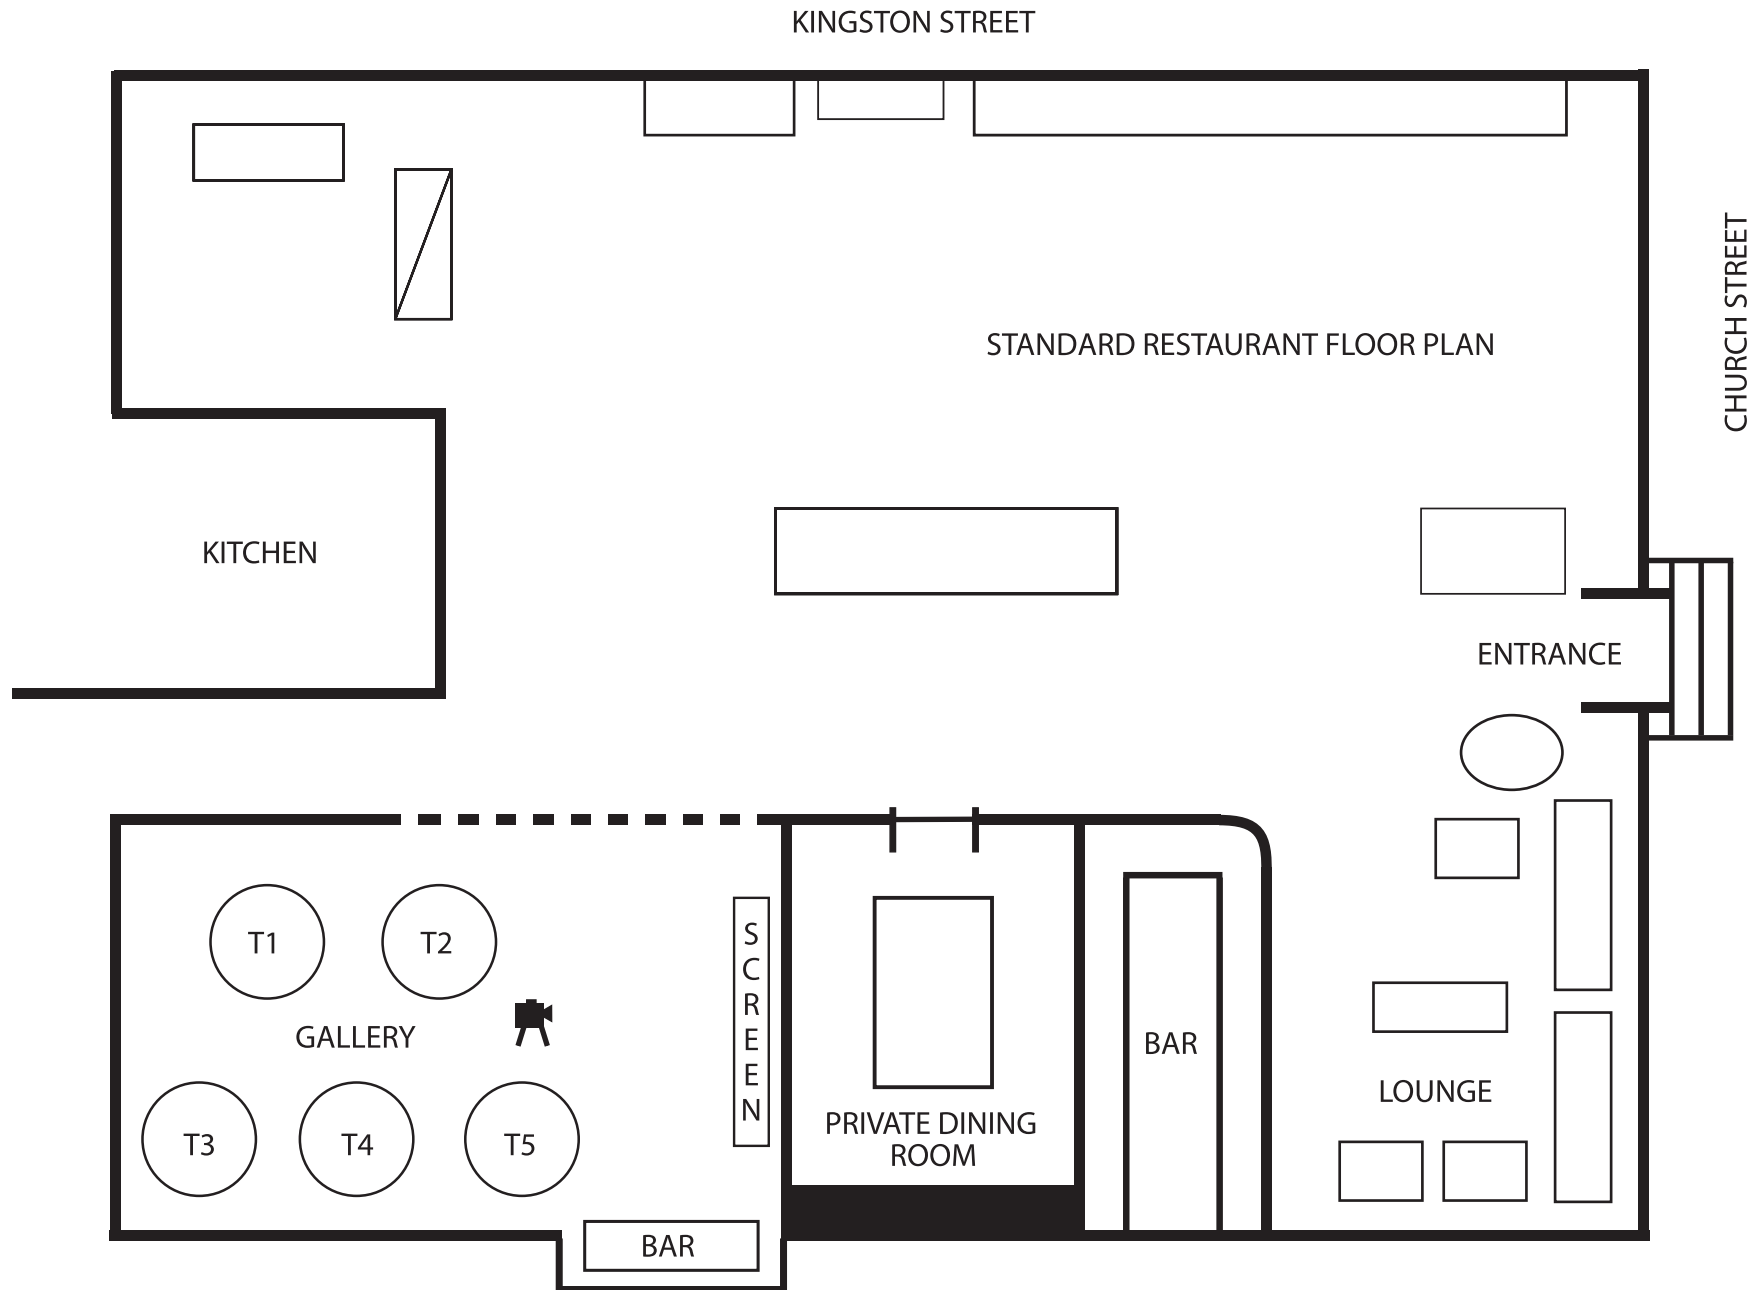 KINGSTON STREET
CHURCH STREET
STANDARD RESTAURANT FLOOR PLAN
KITCHEN
ENTRANCE
T1
T2
SCREEN
GALLERY
BAR
LOUNGE
PRIVATE DINING
ROOM
T3
T4
T5
BAR